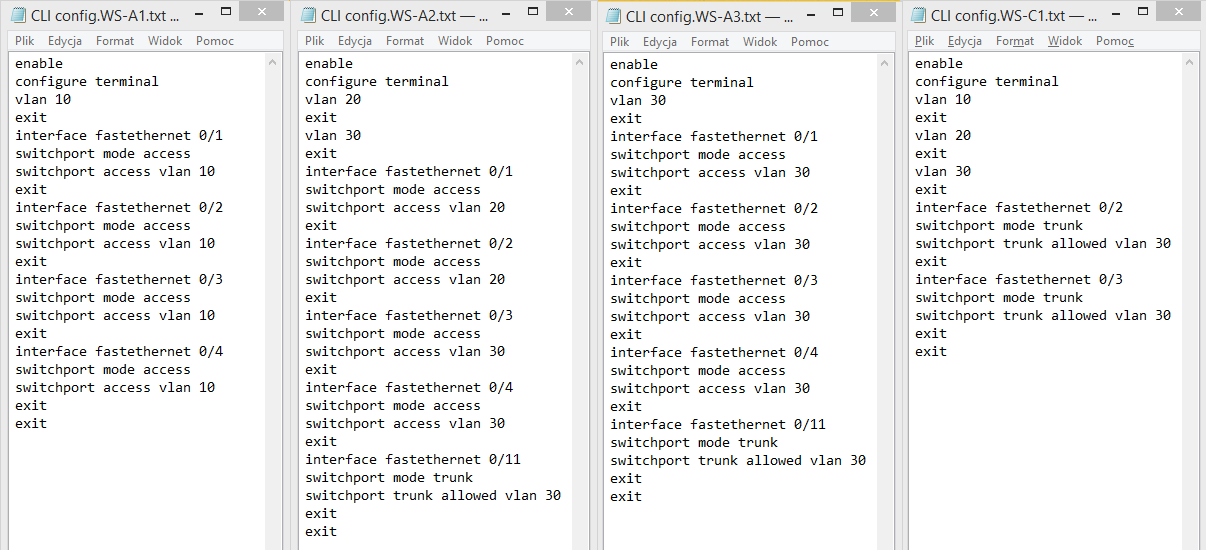 CLI config.WS-A1.txt ...
Plik Edycja Format Widok Pomoc
enable
configure terminal
vlan 10
exit
interface fastethernet 0/1
switchport mode access
switchport access vlan 10
exit
interface fastethernet 0/2
switchport mode access
switchport access vlan 10
exit
interface fastethernet 0/3
switchport mode access
switchport access vlan 10
exit
interface fastethernet 0/4
switchport mode access
switchport access vlan 10
exit
exit
CLI config.WS-A2.txt — ...
Plik Edycja Format Widok Pomoc
enable
configure terminal
vlan 20
exit
vlan 30
exit
interface fastethernet 0/1
switchport mode access
switchport access vlan 20
exit
interface fastethernet 0/2
switchport mode access
switchport access vlan 20
exit
interface fastethernet 0/3
switchport mode access
switchport access vlan 30
exit
interface fastethernet 0/4
switchport mode access
switchport access vlan 30
exit
interface fastethernet 0/11
switchport mode trunk
switchport trunk allowed vlan 30
exit
exit
CLI config.WS-A3.txt — ...
Plik Edycja Format Widok Pomoc
enable
configure terminal
vlan 30
exit
interface fastethernet 0/1
switchport mode access
switchport access vlan 30
exit
interface fastethernet 0/2
switchport mode access
switchport access vlan 30
exit
interface fastethernet 0/3
switchport mode access
switchport access vlan 30
exit
interface fastethernet 0/4
switchport mode access
switchport access vlan 30
exit
interface fastethernet 0/11
switchport mode trunk
switchport trunk allowed vlan 30
exit
exit
CLI config.WS-C1.txt — ...
Plik Edycja Format Widok Pomoc
enable
configure terminal
vlan 10
exit
vlan 20
exit
vlan 30
exit
interface fastethernet 0/2
switchport mode trunk
switchport trunk allowed vlan 30
exit
interface fastethernet 0/3
switchport mode trunk
switchport trunk allowed vlan 30
exit
exit